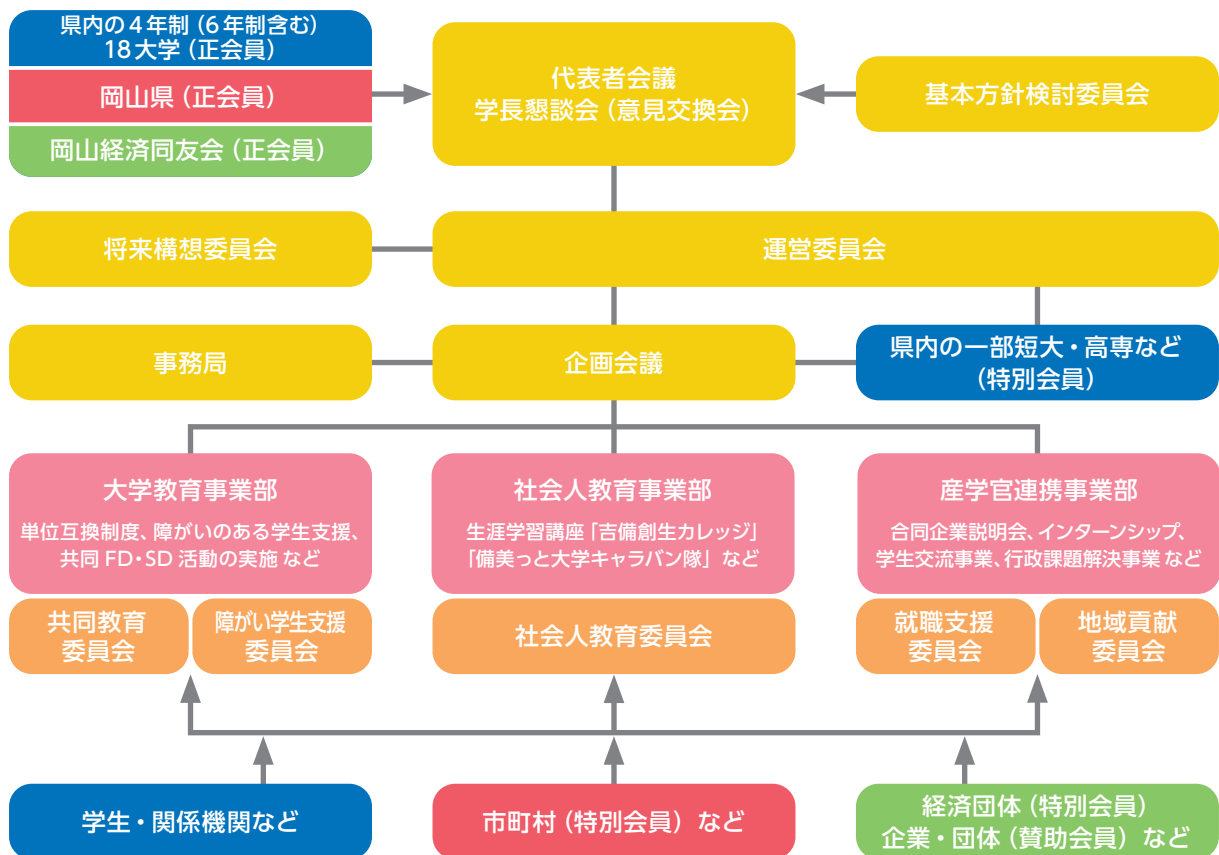 県内の4年制（6年制含む）
18大学（正会員）
岡山県（正会員）
岡山経済同友会（正会員）
代表者会議
学長懇談会（意見交換会）
基本方針検討委員会
将来構想委員会
運営委員会
事務局
企画会議
県内の一部短大・高専など
（特別会員）
大学教育事業部
単位互換制度、障がいのある学生支援、
共同 FD・SD 活動の実施 など
社会人教育事業部
生涯学習講座「吉備創生カレッジ」
「備美っと大学キャラバン隊」など
産学官連携事業部
合同企業説明会、インターンシップ、
学生交流事業、行政課題解決事業 など
共同教育
委員会
障がい学生支援
委員会
社会人教育委員会
就職支援
委員会
地域貢献
委員会
学生・関係機関など
市町村（特別会員）など
経済団体（特別会員）
企業・団体（賛助会員）など